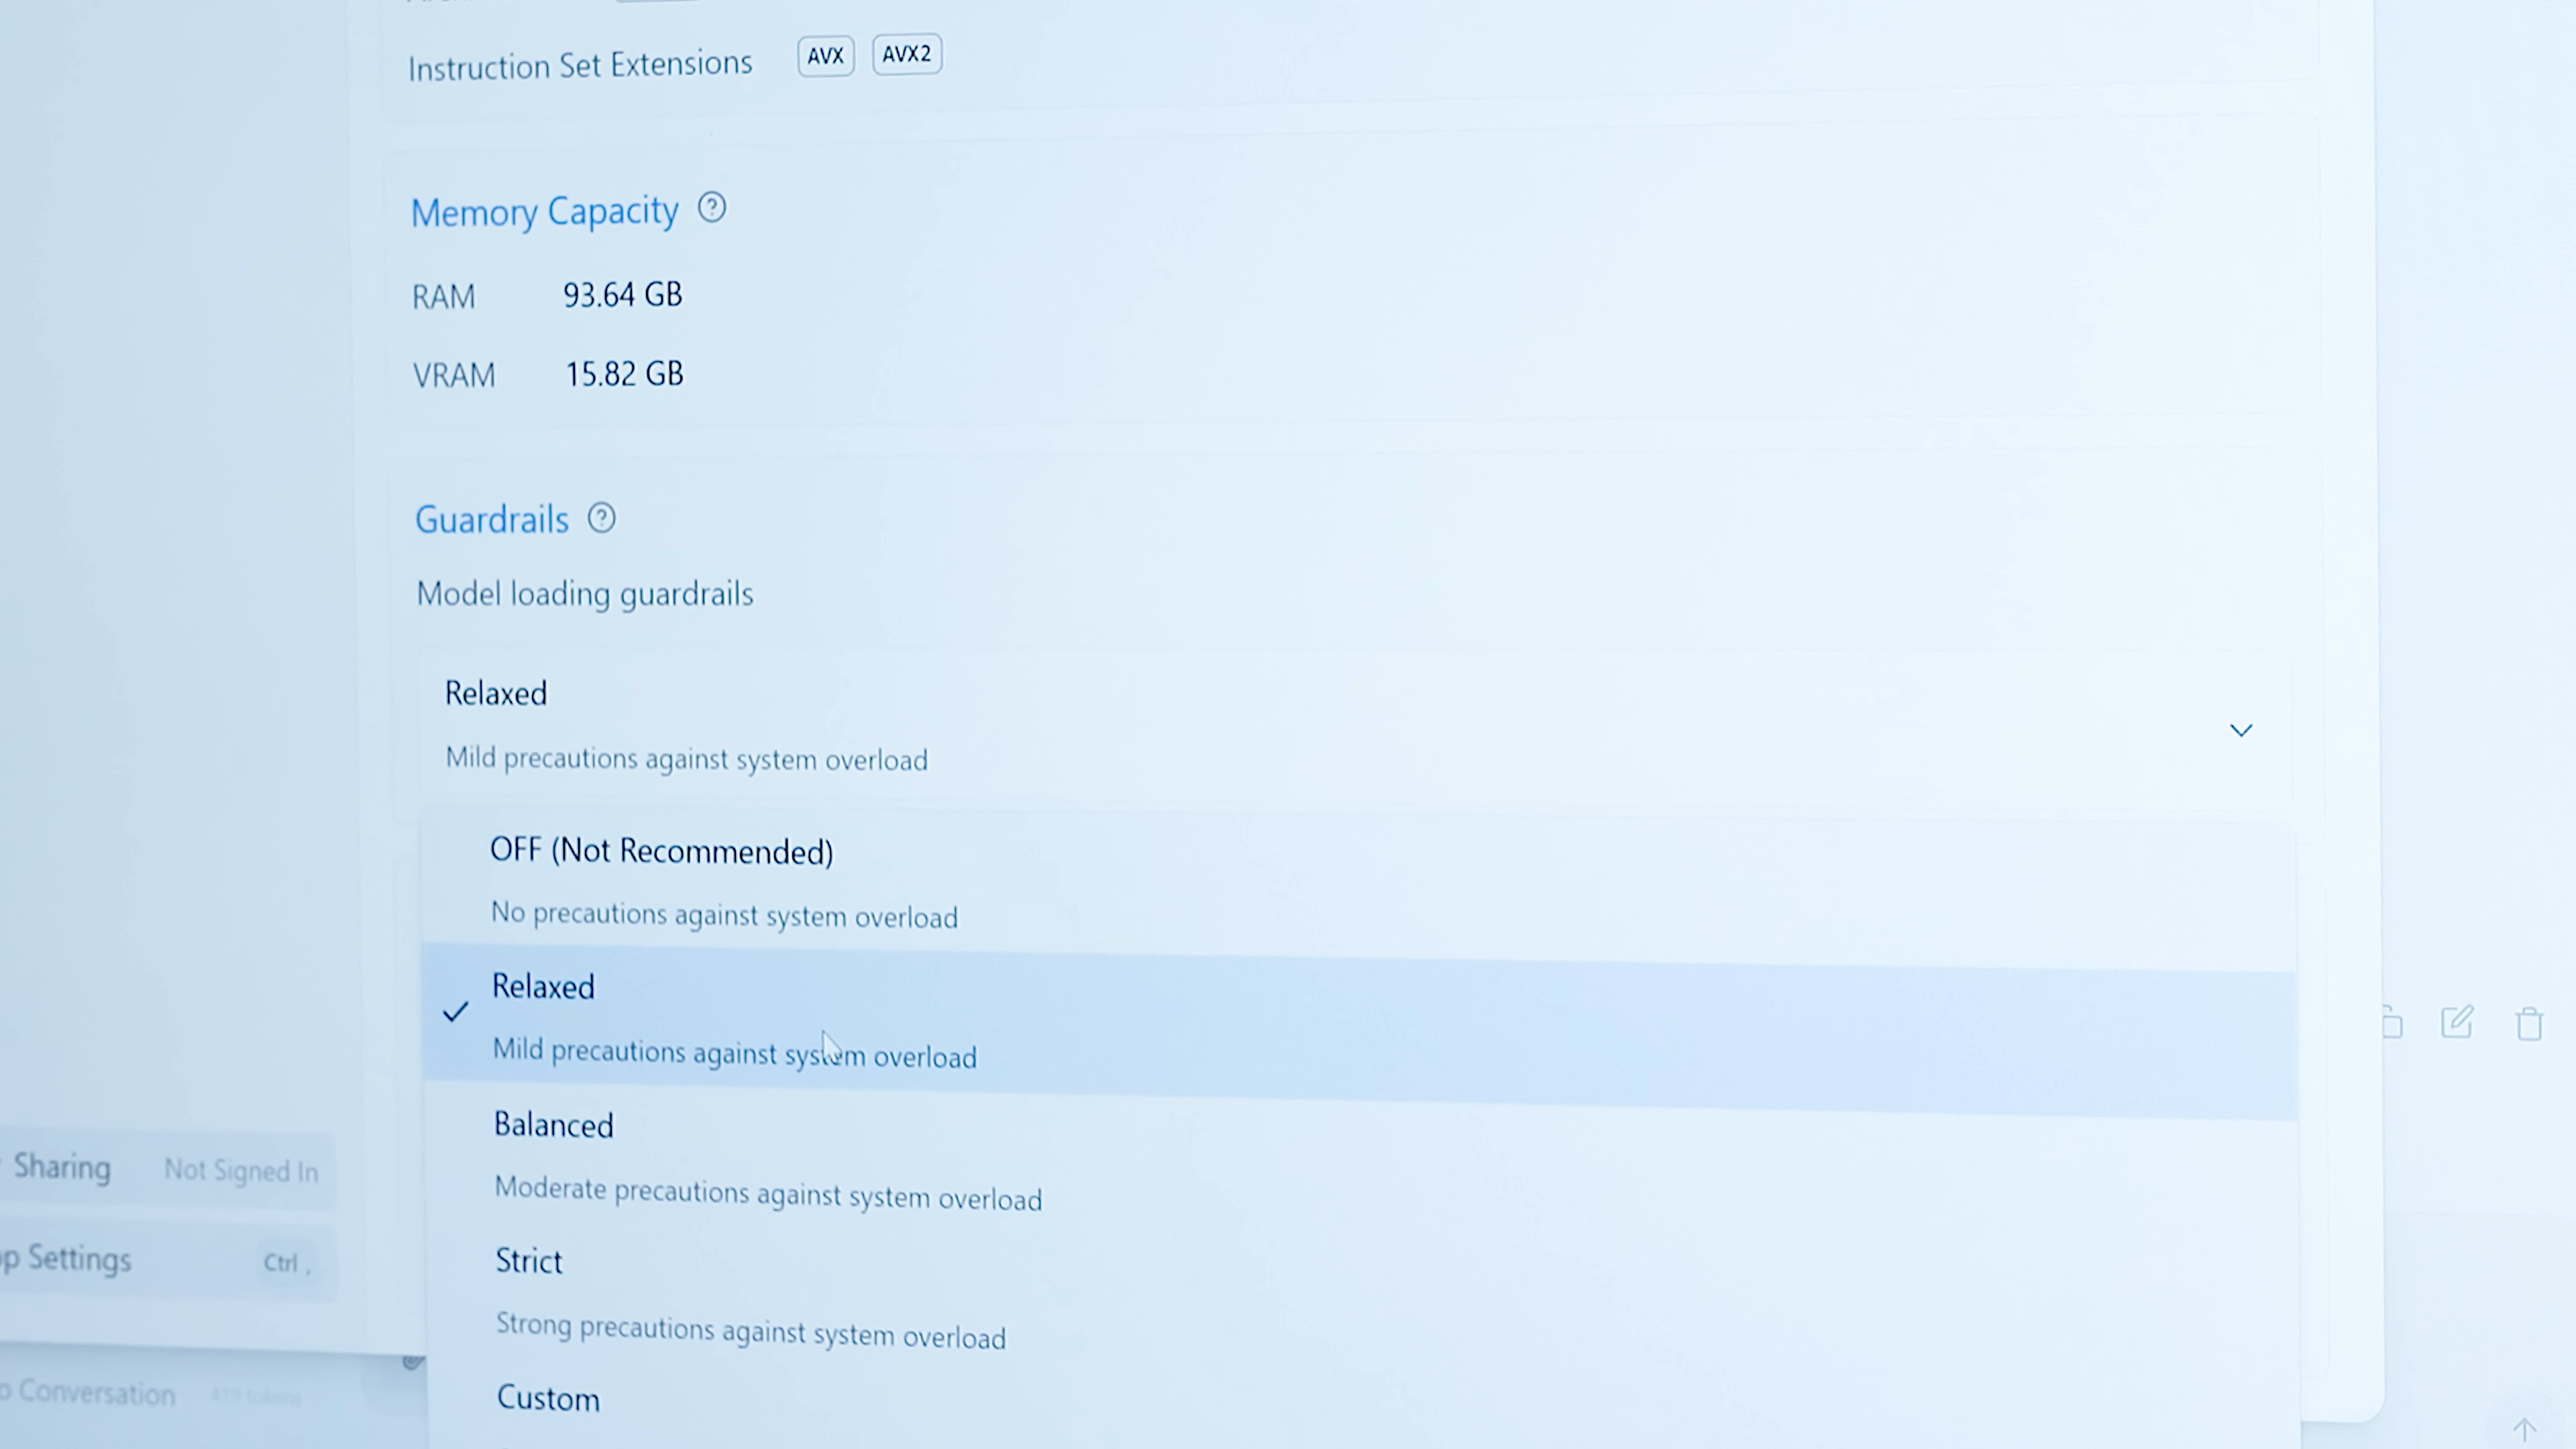 Instruction Set Extensions AVX AVX2
Memory Capacity ?
RAM 93.64 GB
VRAM 15.82 GB
Guardrails ?
Model loading guardrails
Relaxed
Mild precautions against system overload
OFF (Not Recommended)
No precautions against system overload
Relaxed
Mild precautions against system overload
Balanced
Moderate precautions against system overload
Strict
Strong precautions against system overload
Custom
Sharing Not Signed In
Settings Ctrl ,
Conversation